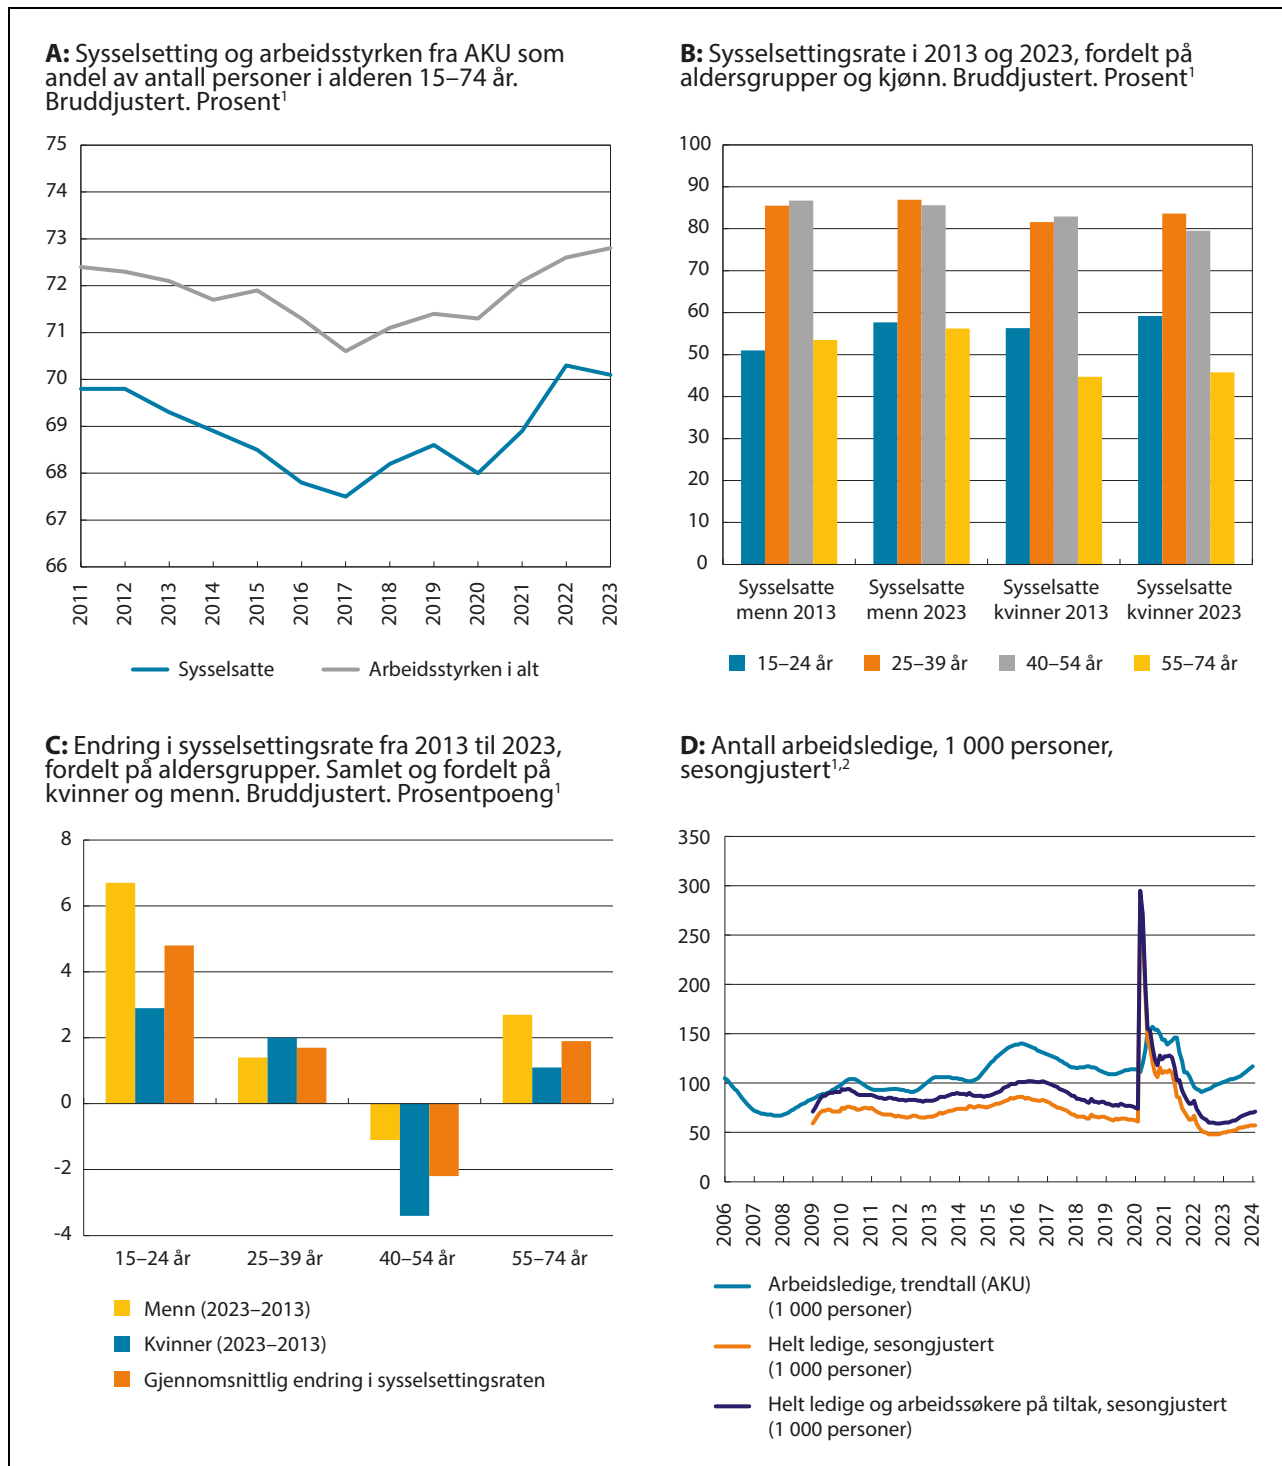 A: Sysselsetting og arbeidsstyrken fra AKU som
andel av antall personer i alderen 15–74 år.
Bruddjustert. Prosent¹
75
74
73
72
71
70
69
68
67
66
2011
2012
2013
2014
2015
2016
2017
2018
2019
2020
2021
2022
2023
Sysselsatte
Arbeidsstyrken i alt
B: Sysselsettingsrate i 2013 og 2023, fordelt på
aldersgrupper og kjønn. Bruddjustert. Prosent¹
100
90
80
70
60
50
40
30
20
10
0
Sysselsatte
menn 2013
Sysselsatte
menn 2023
Sysselsatte
kvinner 2013
Sysselsatte
kvinner 2023
15–24 år
25–39 år
40–54 år
55–74 år
C: Endring i sysselsettingsrate fra 2013 til 2023,
fordelt på aldersgrupper. Samlet og fordelt på
kvinner og menn. Bruddjustert. Prosentpoeng¹
8
6
4
2
0
-2
-4
15–24 år
25–39 år
40–54 år
55–74 år
Menn (2023–2013)
Kvinner (2023–2013)
Gjennomsnittlig endring i sysselsettingsraten
D: Antall arbeidsledige, 1 000 personer,
sesongjustert¹,²
350
300
250
200
150
100
50
0
2006
2007
2008
2009
2010
2011
2012
2013
2014
2015
2016
2017
2018
2019
2020
2021
2022
2023
2024
Arbeidsledige, trendtall (AKU)
(1 000 personer)
Helt ledige, sesongjustert
(1 000 personer)
Helt ledige og arbeidssøkere på tiltak, sesongjustert
(1 000 personer)